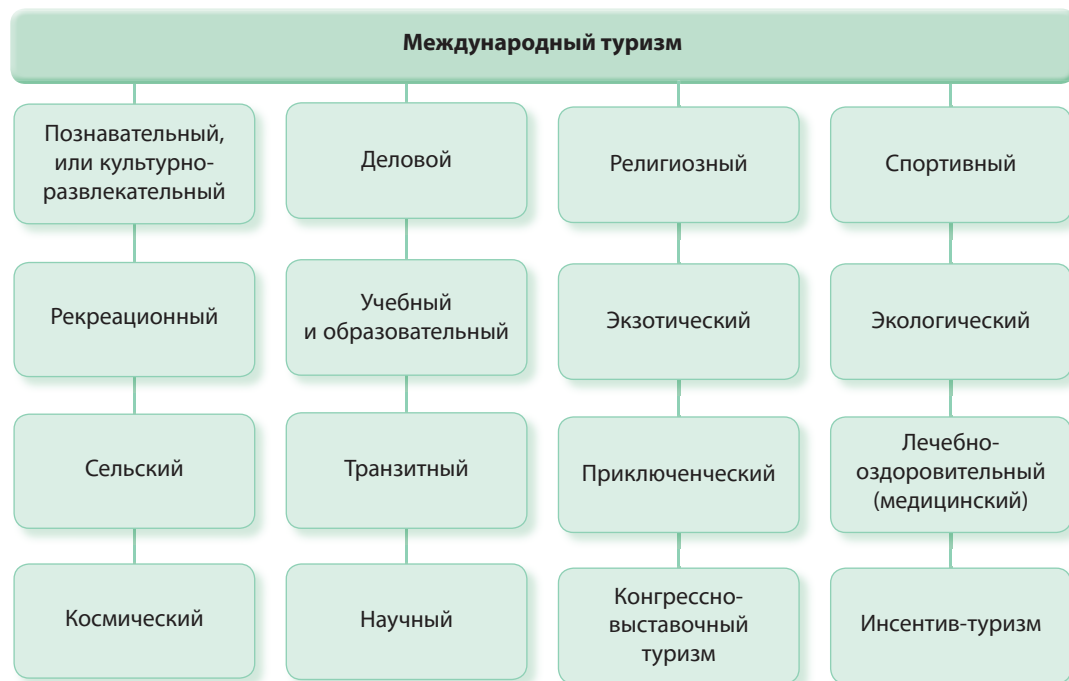 Международный туризм
Познавательный,
или культурно-
развлекательный
Деловой
Религиозный
Спортивный
Рекреационный
Учебный
и образовательный
Экзотический
Экологический
Сельский
Транзитный
Приключенческий
Лечебно-
оздоровительный
(медицинский)
Космический
Научный
Конгрессно-
выставочный
туризм
Инсентив-туризм